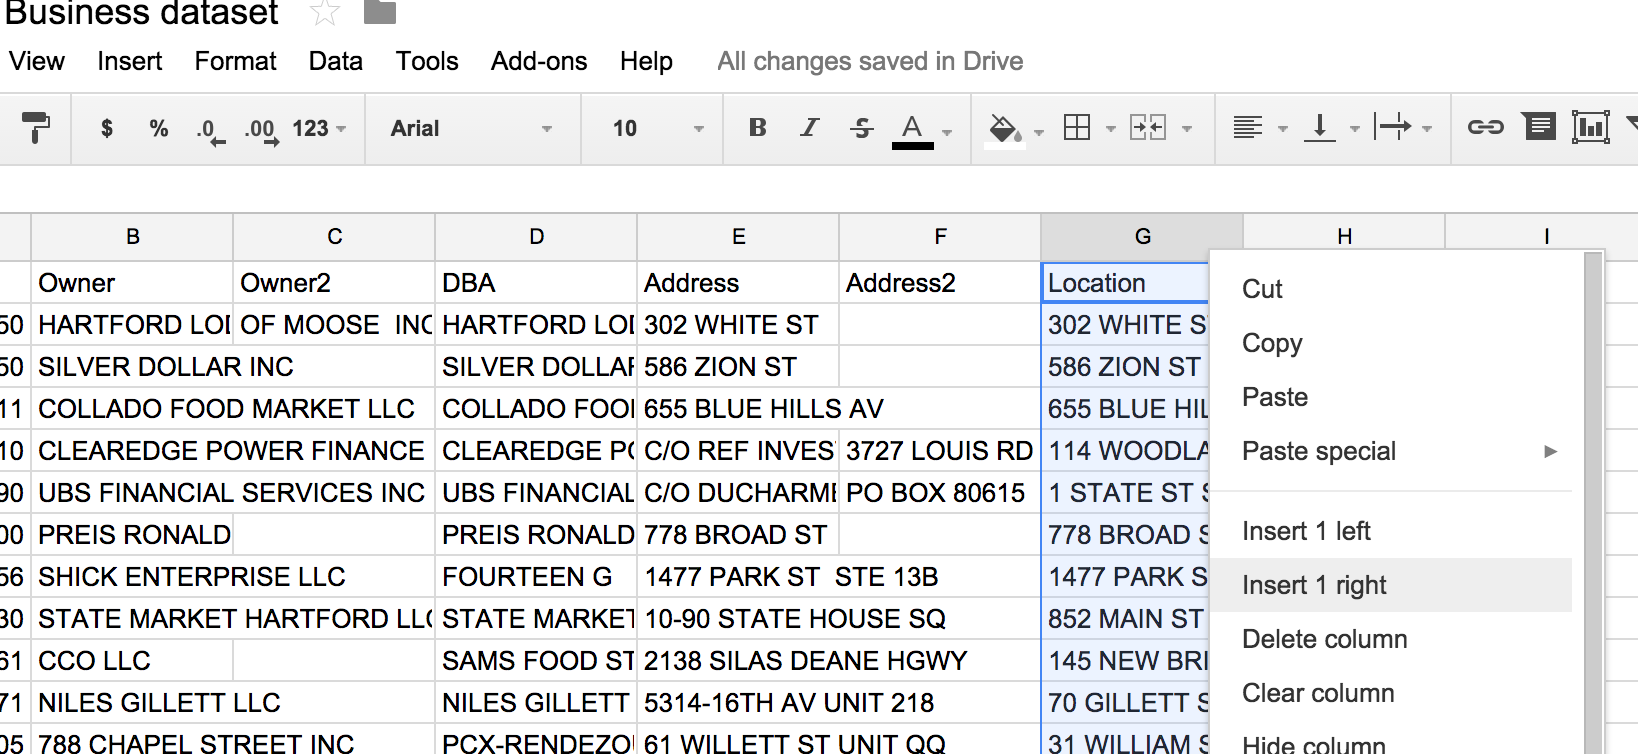 Business dataset
View Insert Format Data Tools Add-ons Help All changes saved in Drive
$ % .0 .00 123 Arial 10 B I S A
B C D E F G H I
Owner Owner2 DBA Address Address2 Location
50 HARTFORD LOD OF MOOSE INC HARTFORD LOD 302 WHITE ST 302 WHITE S
50 SILVER DOLLAR INC SILVER DOLLAR 586 ZION ST 586 ZION ST
11 COLLADO FOOD MARKET LLC COLLADO FOO 655 BLUE HILLS AV 655 BLUE HIL
10 CLEAREDGE POWER FINANCE CLEAREDGE PO C/O REF INVES 3727 LOUIS RD 114 WOODLA
90 UBS FINANCIAL SERVICES INC UBS FINANCIAL C/O DUCHARME PO BOX 80615 1 STATE ST S
00 PREIS RONALD PREIS RONALD 778 BROAD ST 778 BROAD S
56 SHICK ENTERPRISE LLC FOURTEEN G 1477 PARK ST STE 13B 1477 PARK S
30 STATE MARKET HARTFORD LLC STATE MARKET 10-90 STATE HOUSE SQ 852 MAIN ST
61 CCO LLC SAMS FOOD ST 2138 SILAS DEANE HGWY 145 NEW BRI
71 NILES GILLETT LLC NILES GILLETT 5314-16TH AV UNIT 218 70 GILLETT S
05 788 CHAPEL STREET INC PCX-RENDEZO 61 WILLETT ST UNIT QQ 31 WILLIAM S
Cut
Copy
Paste
Paste special
Insert 1 left
Insert 1 right
Delete column
Clear column
Hide column